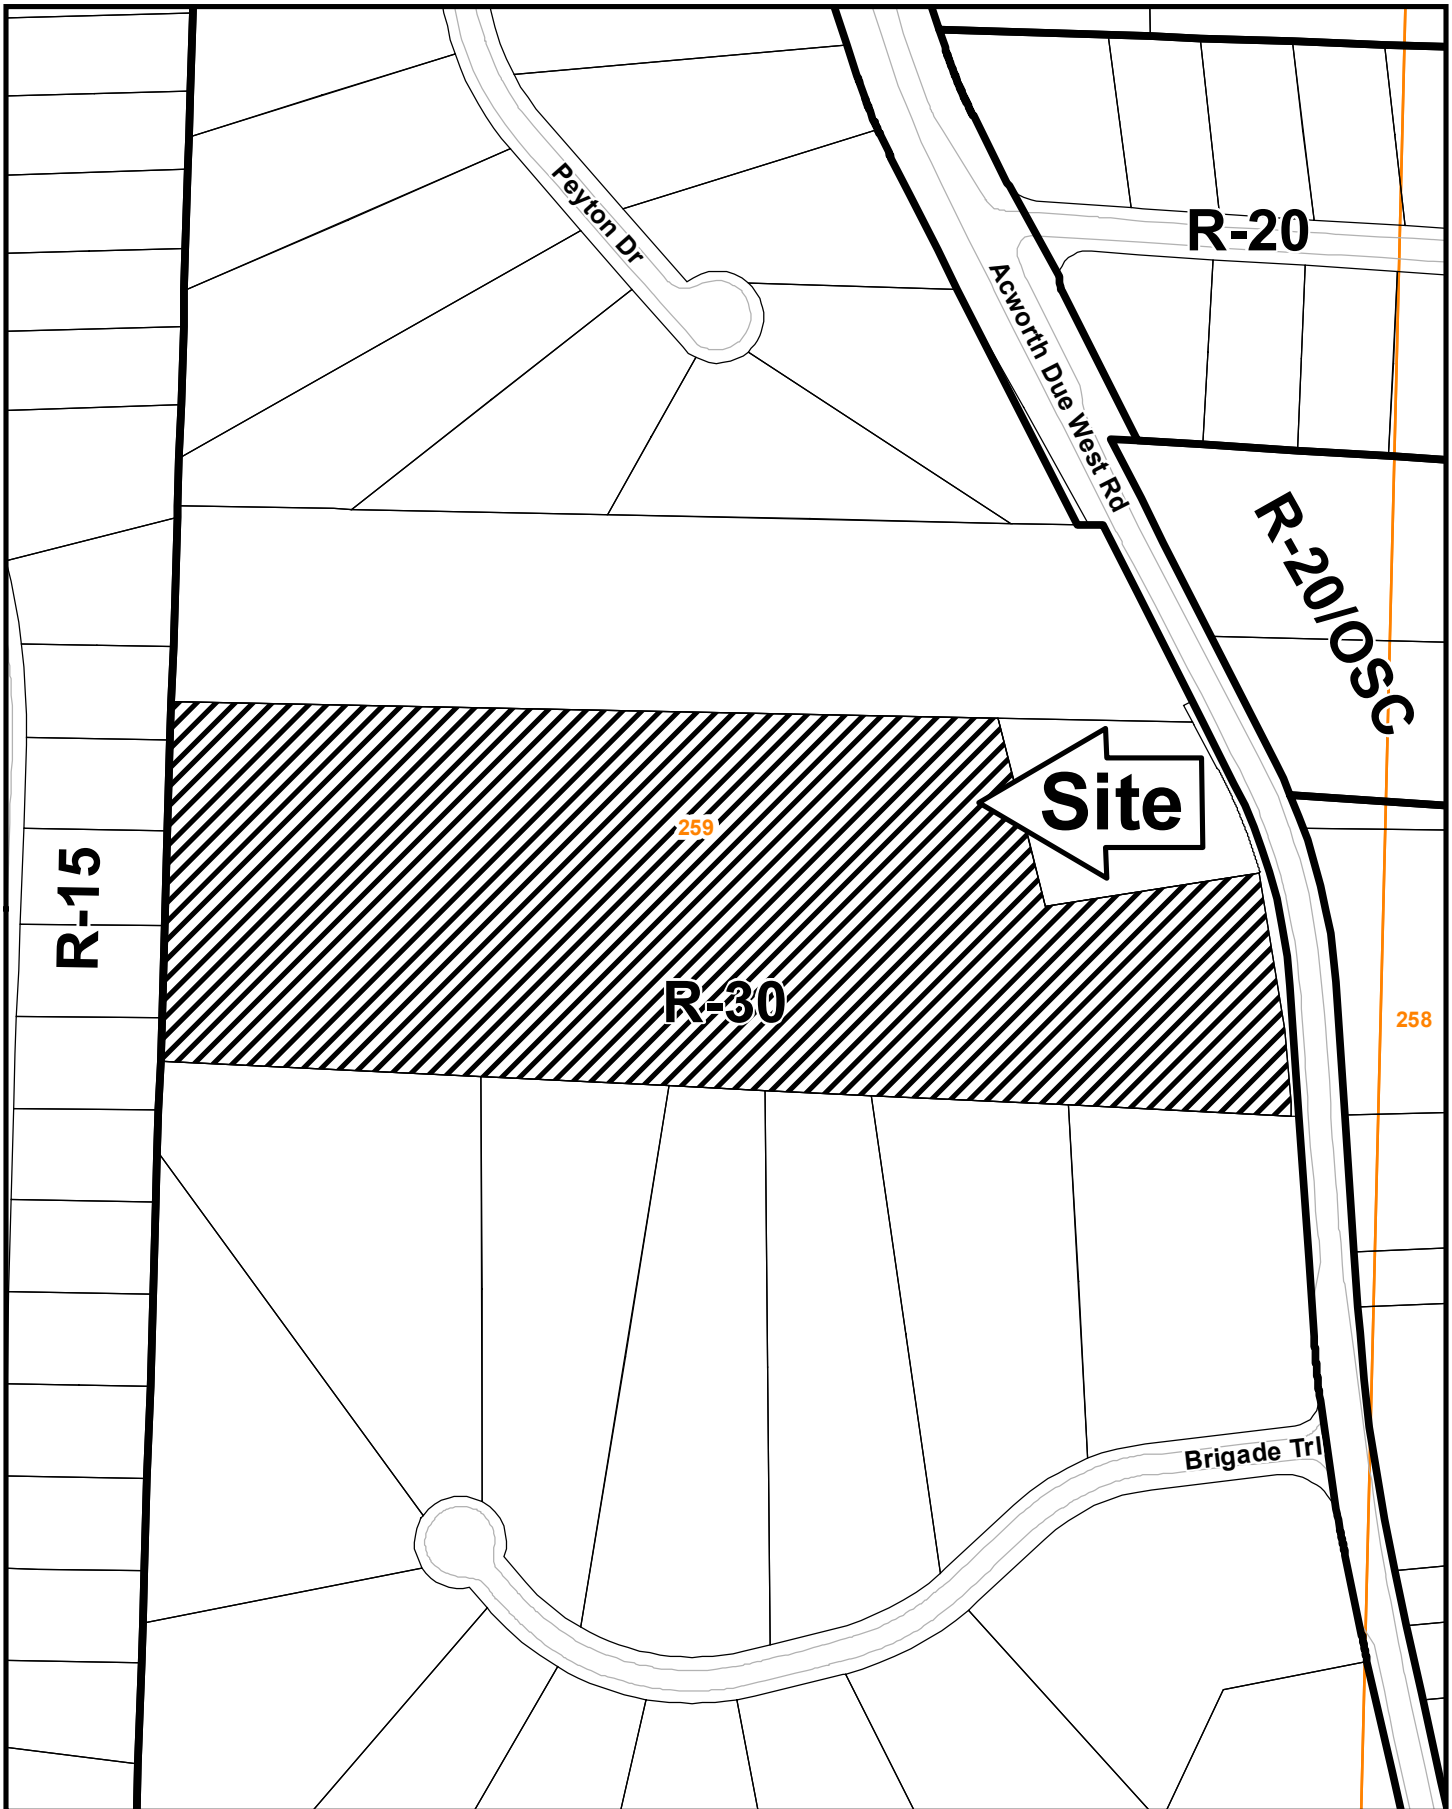 Peyton Dr
R-20
Acworth Due West Rd
R-20/OSC
Site
259
R-15
R-30
258
Brigade Trl